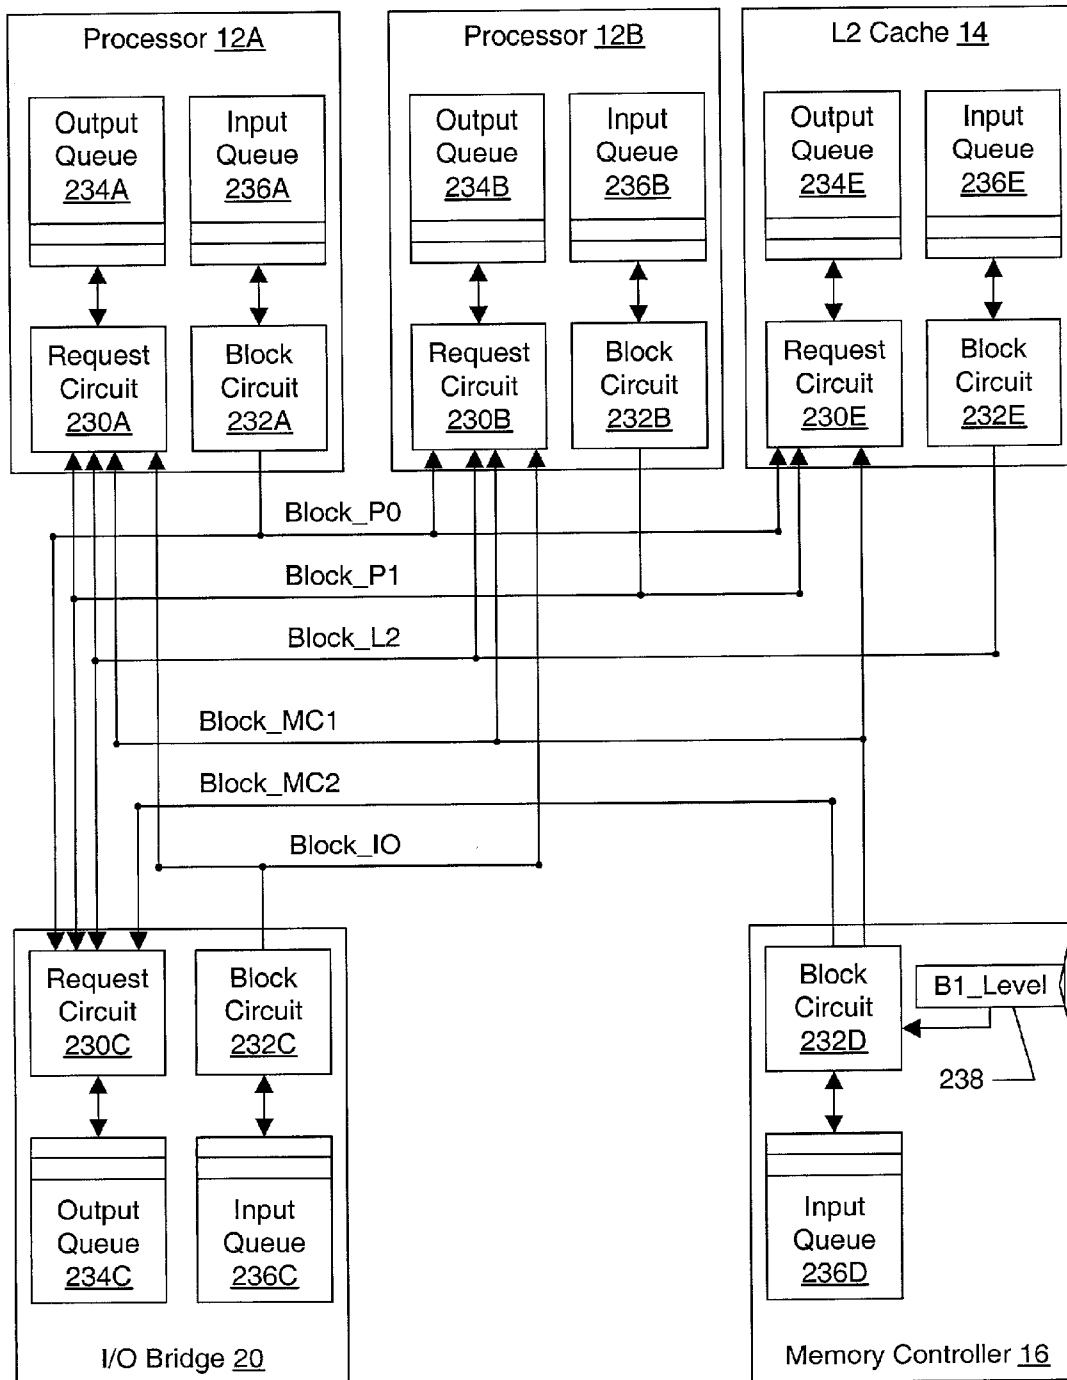 Processor 12A
Output
Queue
234A
Input
Queue
236A
Request
Circuit
230A
Block
Circuit
232A
Processor 12B
Output
Queue
234B
Input
Queue
236B
Request
Circuit
230B
Block
Circuit
232B
L2 Cache 14
Output
Queue
234E
Input
Queue
236E
Request
Circuit
230E
Block
Circuit
232E
Block_P0
Block_P1
Block_L2
Block_MC1
Block_MC2
Block_IO
Request
Circuit
230C
Block
Circuit
232C
Output
Queue
234C
Input
Queue
236C
I/O Bridge 20
Block
Circuit
232D
B1_Level
238
Input
Queue
236D
Memory Controller 16